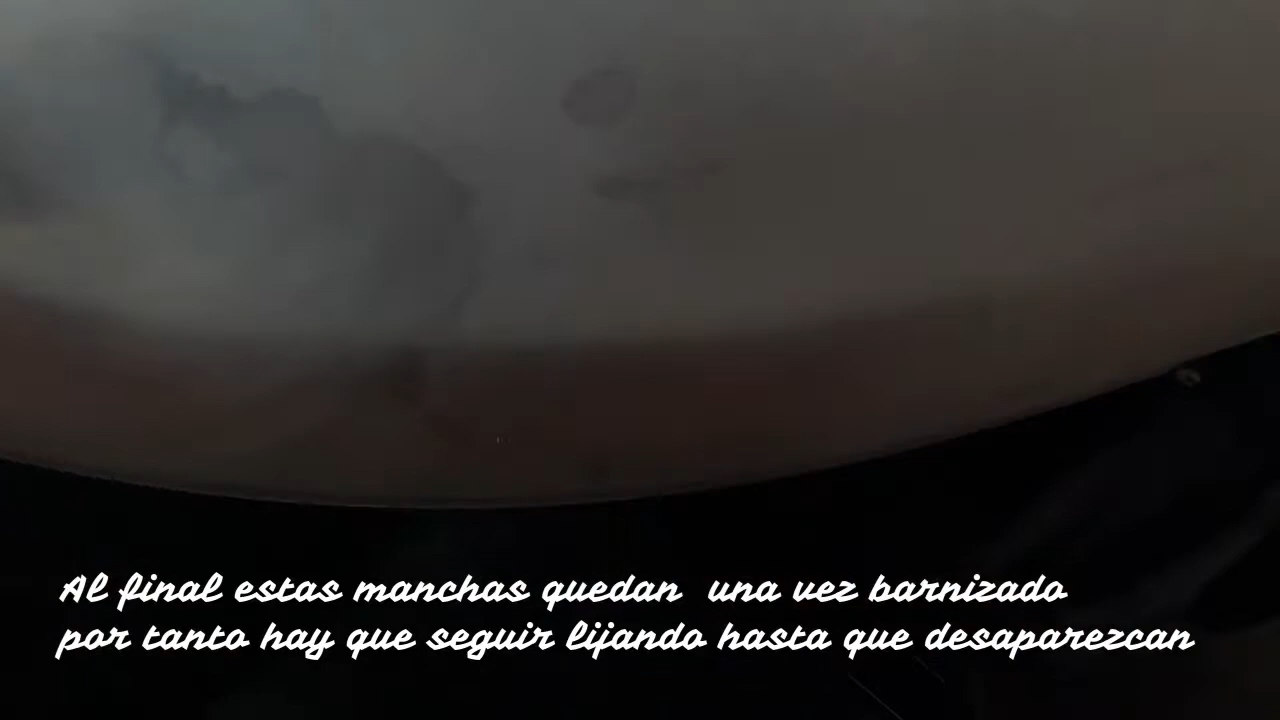 Al final estas manchas quedan una vez barnizado
por tanto hay que seguir lijando hasta que desaparezcan